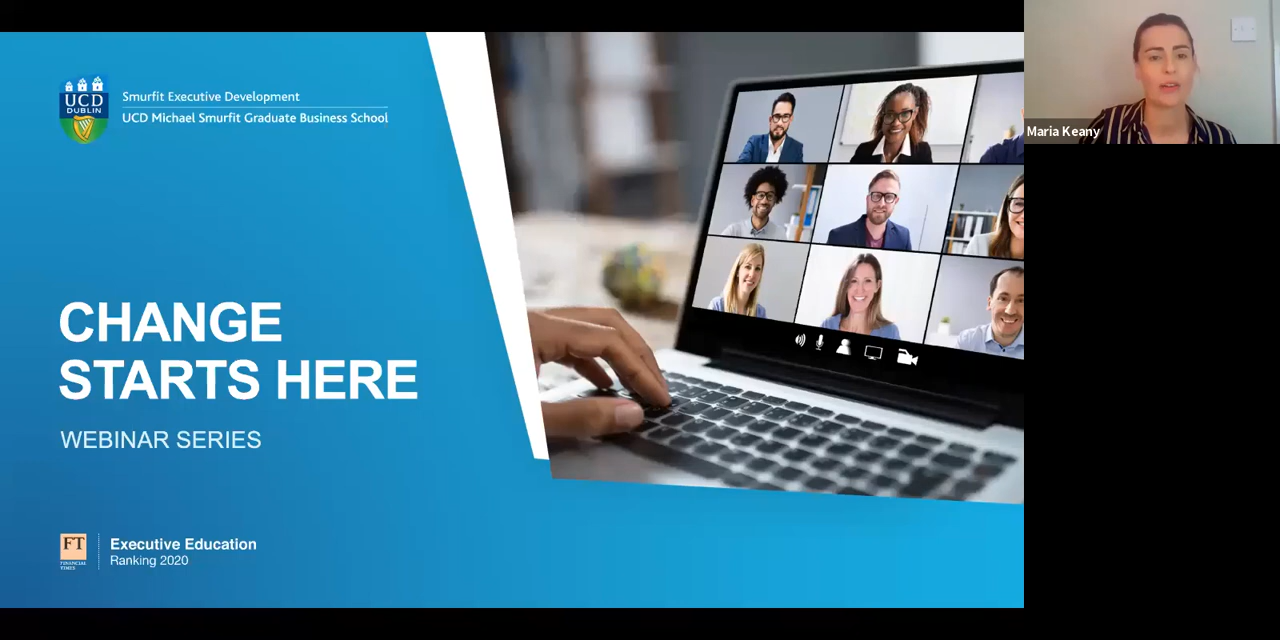 UCD
DUBLIN
Smurfit Executive Development
UCD Michael Smurfit Graduate Business School
CHANGE
STARTS HERE
WEBINAR SERIES
FT
FINANCIAL
TIMES
Executive Education
Ranking 2020
Maria Keany